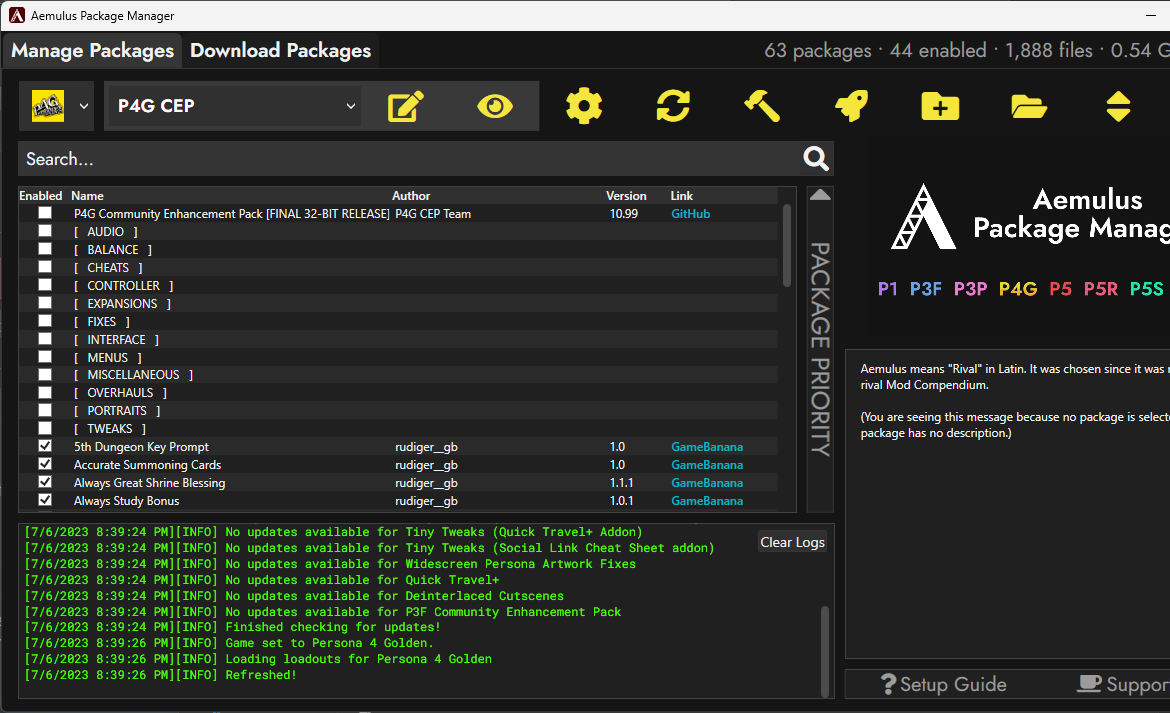 Aemulus Package Manager
Manage Packages Download Packages 63 packages · 44 enabled · 1,888 files · 0.54 G
P4G CEP
Search...
Enabled Name Author Version Link
P4G Community Enhancement Pack [FINAL 32-BIT RELEASE] P4G CEP Team 10.99 GitHub
[ AUDIO ]
[ BALANCE ]
[ CHEATS ]
[ CONTROLLER ]
[ EXPANSIONS ]
[ FIXES ]
[ INTERFACE ]
[ MENUS ]
[ MISCELLANEOUS ]
[ OVERHAULS ]
[ PORTRAITS ]
[ TWEAKS ]
5th Dungeon Key Prompt rudiger__gb 1.0 GameBanana
Accurate Summoning Cards rudiger__gb 1.0 GameBanana
Always Great Shrine Blessing rudiger__gb 1.1.1 GameBanana
Always Study Bonus rudiger__gb 1.0.1 GameBanana
PACKAGE PRIORITY
Aemulus
Package Manag
P1 P3F P3P P4G P5 P5R P5S
Aemulus means "Rival" in Latin. It was chosen since it was
rival Mod Compendium.
(You are seeing this message because no package is select
package has no description.)
[7/6/2023 8:39:24 PM][INFO] No updates available for Tiny Tweaks (Quick Travel+ Addon)
[7/6/2023 8:39:24 PM][INFO] No updates available for Tiny Tweaks (Social Link Cheat Sheet addon)
[7/6/2023 8:39:24 PM][INFO] No updates available for Widescreen Persona Artwork Fixes
[7/6/2023 8:39:24 PM][INFO] No updates available for Quick Travel+
[7/6/2023 8:39:24 PM][INFO] No updates available for Deinterlaced Cutscenes
[7/6/2023 8:39:24 PM][INFO] No updates available for P3F Community Enhancement Pack
[7/6/2023 8:39:24 PM][INFO] Finished checking for updates!
[7/6/2023 8:39:26 PM][INFO] Game set to Persona 4 Golden.
[7/6/2023 8:39:26 PM][INFO] Loading loadouts for Persona 4 Golden
[7/6/2023 8:39:26 PM][INFO] Refreshed!
Clear Logs
? Setup Guide Suppor